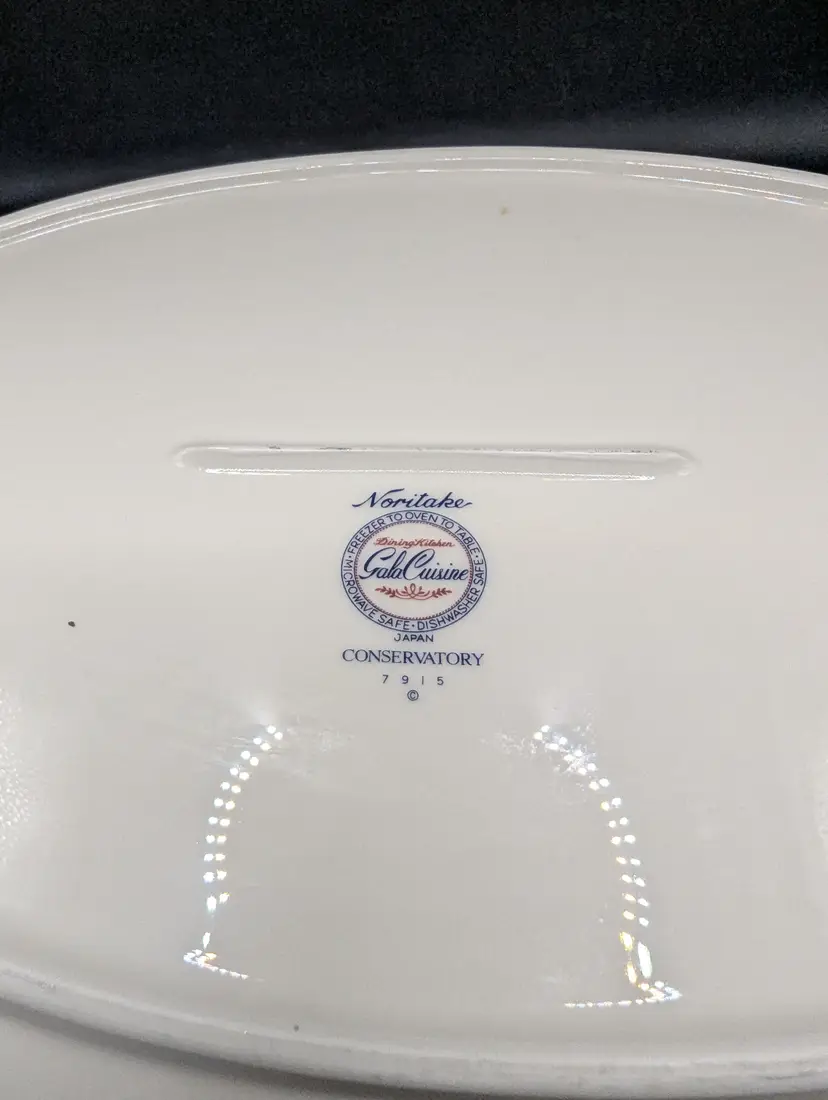 Noritake
FREEZER TO OVEN TO TABLE ·
Dining Kitchen
Gala Cuisine
MICROWAVE SAFE · DISHWASHER SAFE ·
JAPAN
CONSERVATORY
7915
©